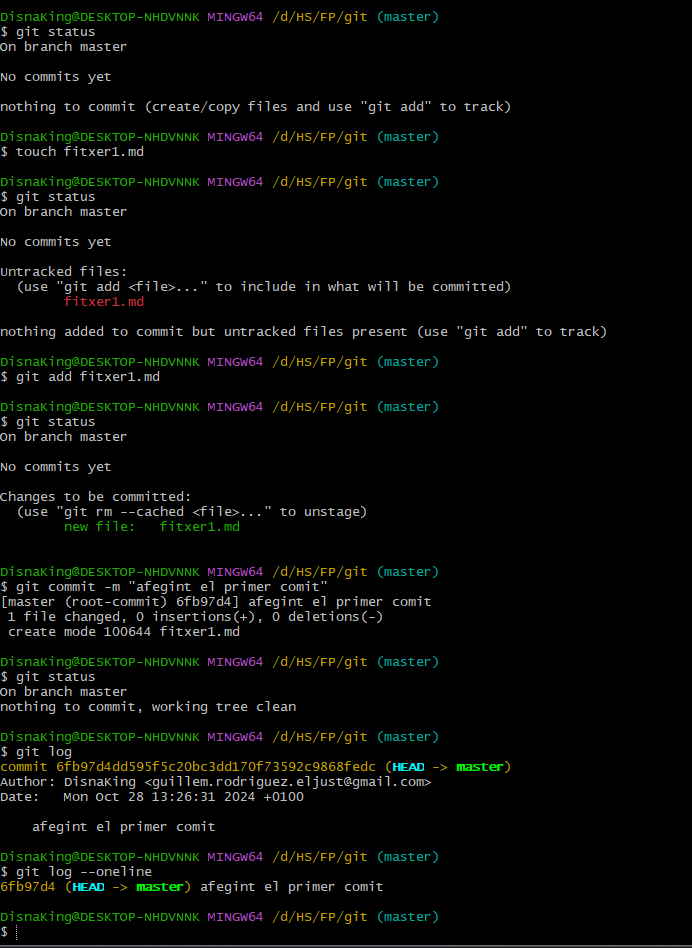 DisnaKing@DESKTOP-NHDVNNK MINGW64 /d/HS/FP/git (master)
$ git status
On branch master
No commits yet
nothing to commit (create/copy files and use "git add" to track)
DisnaKing@DESKTOP-NHDVNNK MINGW64 /d/HS/FP/git (master)
$ touch fitxer1.md
DisnaKing@DESKTOP-NHDVNNK MINGW64 /d/HS/FP/git (master)
$ git status
On branch master
No commits yet
Untracked files:
  (use "git add <file>..." to include in what will be committed)
        fitxer1.md
nothing added to commit but untracked files present (use "git add" to track)
DisnaKing@DESKTOP-NHDVNNK MINGW64 /d/HS/FP/git (master)
$ git add fitxer1.md
DisnaKing@DESKTOP-NHDVNNK MINGW64 /d/HS/FP/git (master)
$ git status
On branch master
No commits yet
Changes to be committed:
  (use "git rm --cached <file>..." to unstage)
        new file:   fitxer1.md
DisnaKing@DESKTOP-NHDVNNK MINGW64 /d/HS/FP/git (master)
$ git commit -m "afegint el primer comit"
[master (root-commit) 6fb97d4] afegint el primer comit
 1 file changed, 0 insertions(+), 0 deletions(-)
 create mode 100644 fitxer1.md
DisnaKing@DESKTOP-NHDVNNK MINGW64 /d/HS/FP/git (master)
$ git status
On branch master
nothing to commit, working tree clean
DisnaKing@DESKTOP-NHDVNNK MINGW64 /d/HS/FP/git (master)
$ git log
commit 6fb97d4dd595f5c20bc3dd170f73592c9868fedc (HEAD -> master)
Author: DisnaKing <guillem.rodriguez.eljust@gmail.com>
Date:   Mon Oct 28 13:26:31 2024 +0100
    afegint el primer comit
DisnaKing@DESKTOP-NHDVNNK MINGW64 /d/HS/FP/git (master)
$ git log --oneline
6fb97d4 (HEAD -> master) afegint el primer comit
DisnaKing@DESKTOP-NHDVNNK MINGW64 /d/HS/FP/git (master)
$